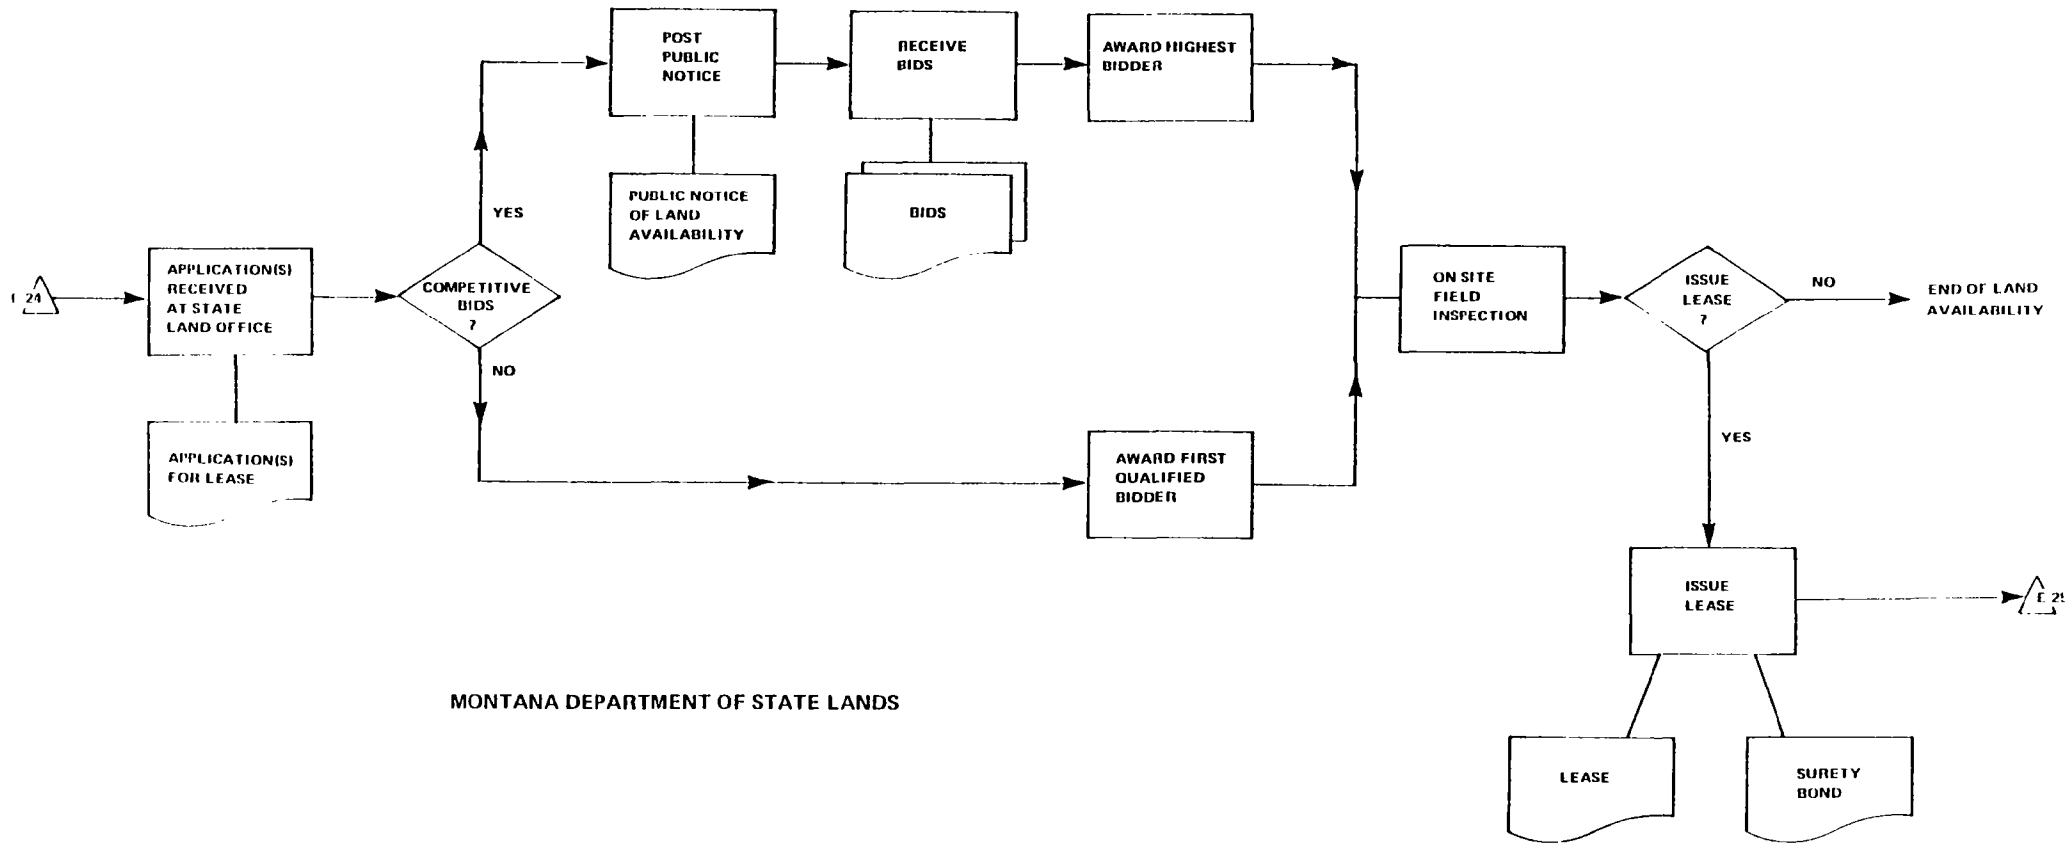 POST
PUBLIC
NOTICE
RECEIVE
BIDS
AWARD HIGHEST
BIDDER
PUBLIC NOTICE
OF LAND
AVAILABILITY
BIDS
YES
24
APPLICATION(S)
RECEIVED
AT STATE
LAND OFFICE
COMPETITIVE
BIDS
?
ON SITE
FIELD
INSPECTION
ISSUE
LEASE
?
NO
END OF LAND
AVAILABILITY
NO
APPLICATION(S)
FOR LEASE
AWARD FIRST
QUALIFIED
BIDDER
YES
ISSUE
LEASE
MONTANA DEPARTMENT OF STATE LANDS
LEASE
SURETY
BOND